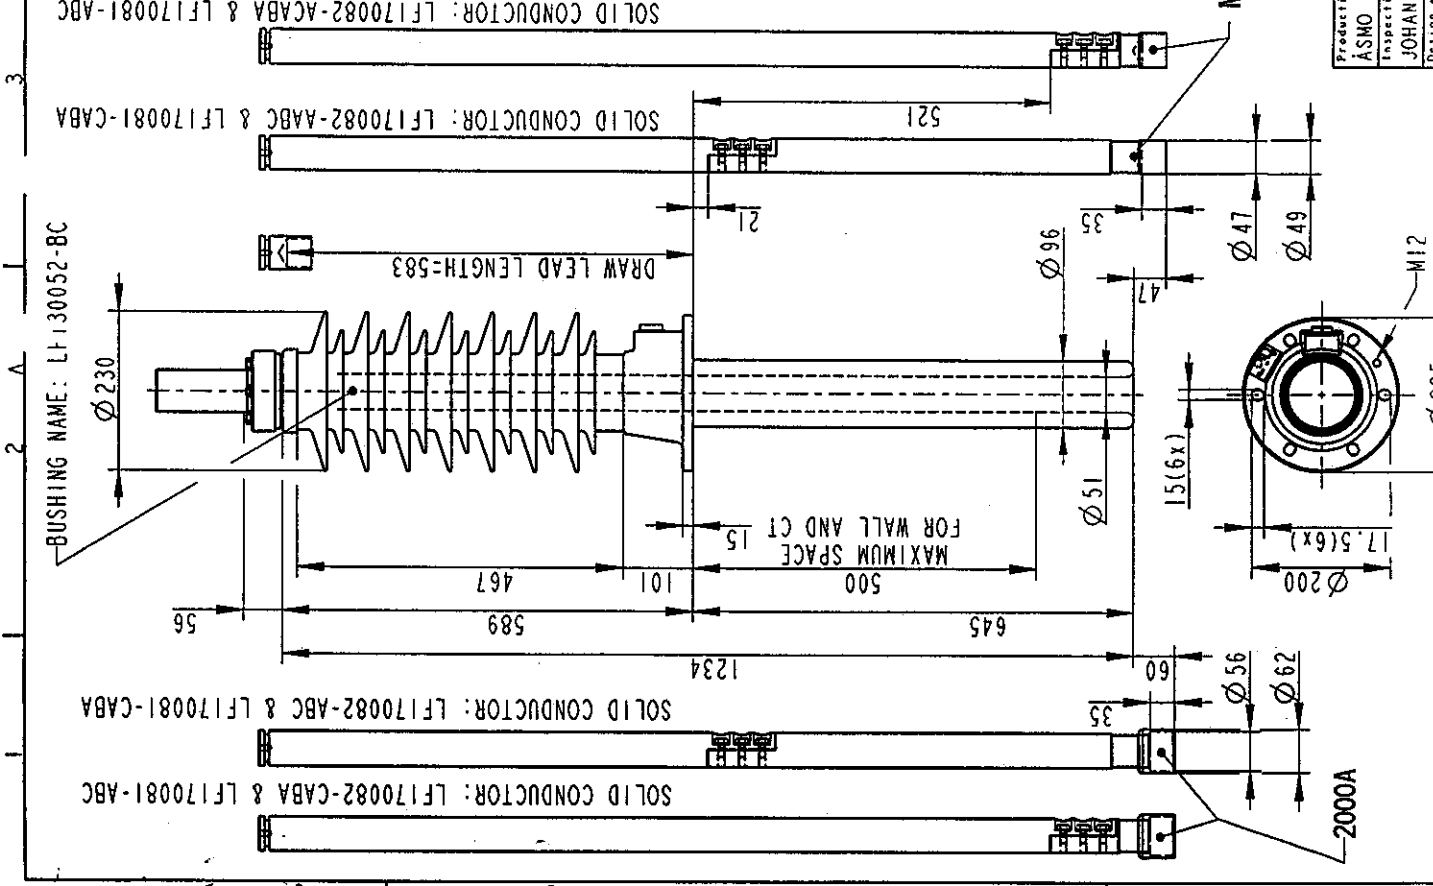 SOLID CONDUCTOR: LF170082-ACABA & LF170081-ABC
SOLID CONDUCTOR: LF170082-AABC & LF170081-CABA
521
21
35
Ø47
Ø49
DRAW LEAD LENGTH=583
Ø96
47
M12
BUSHING NAME: LF130052-BC
Ø230
Ø51
15(6x)
17.5(6x)
Ø200
15
MAXIMUM SPACE
FOR WALL AND CT
467
101
500
56
589
645
1234
60
SOLID CONDUCTOR: LF170082-ABC & LF170081-CABA
35
Ø56
Ø62
SOLID CONDUCTOR: LF170082-CABA & LF170081-ABC
2000A
3
A
2
ÅSMO
JOHAN